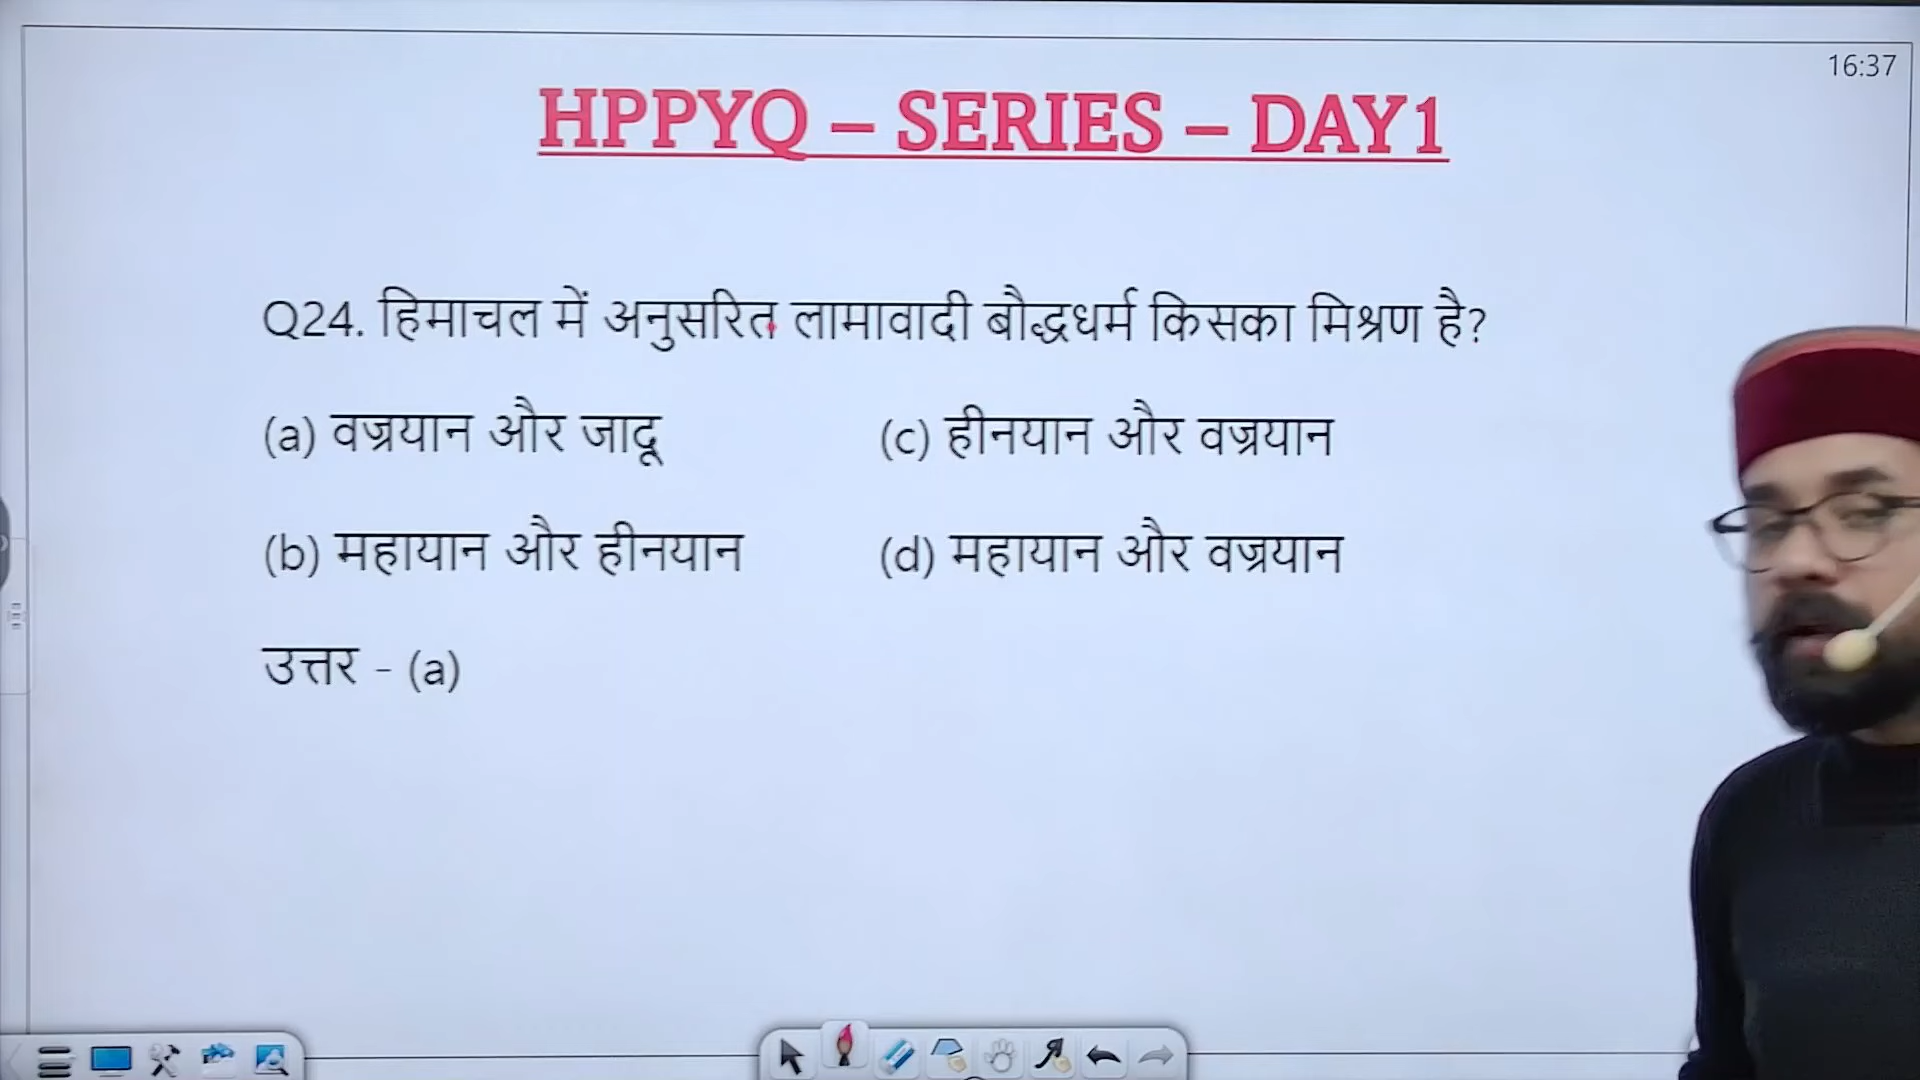 16:37
HPPYQ – SERIES – DAY1
Q24. हिमाचल में अनुसरित लामावादी बौद्धधर्म किसका मिश्रण है?
(a) वज्रयान और जादू (c) हीनयान और वज्रयान
(b) महायान और हीनयान (d) महायान और वज्रयान
उत्तर - (a)